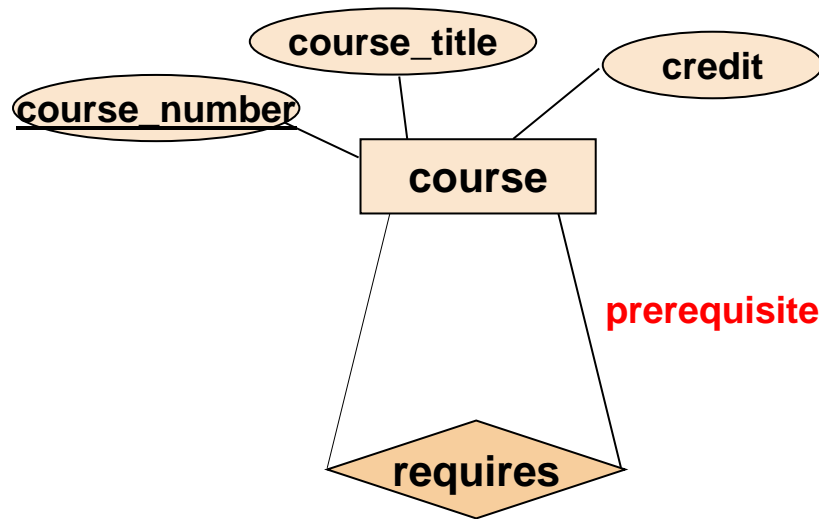 course_title
credit
course_number
course
prerequisite
requires